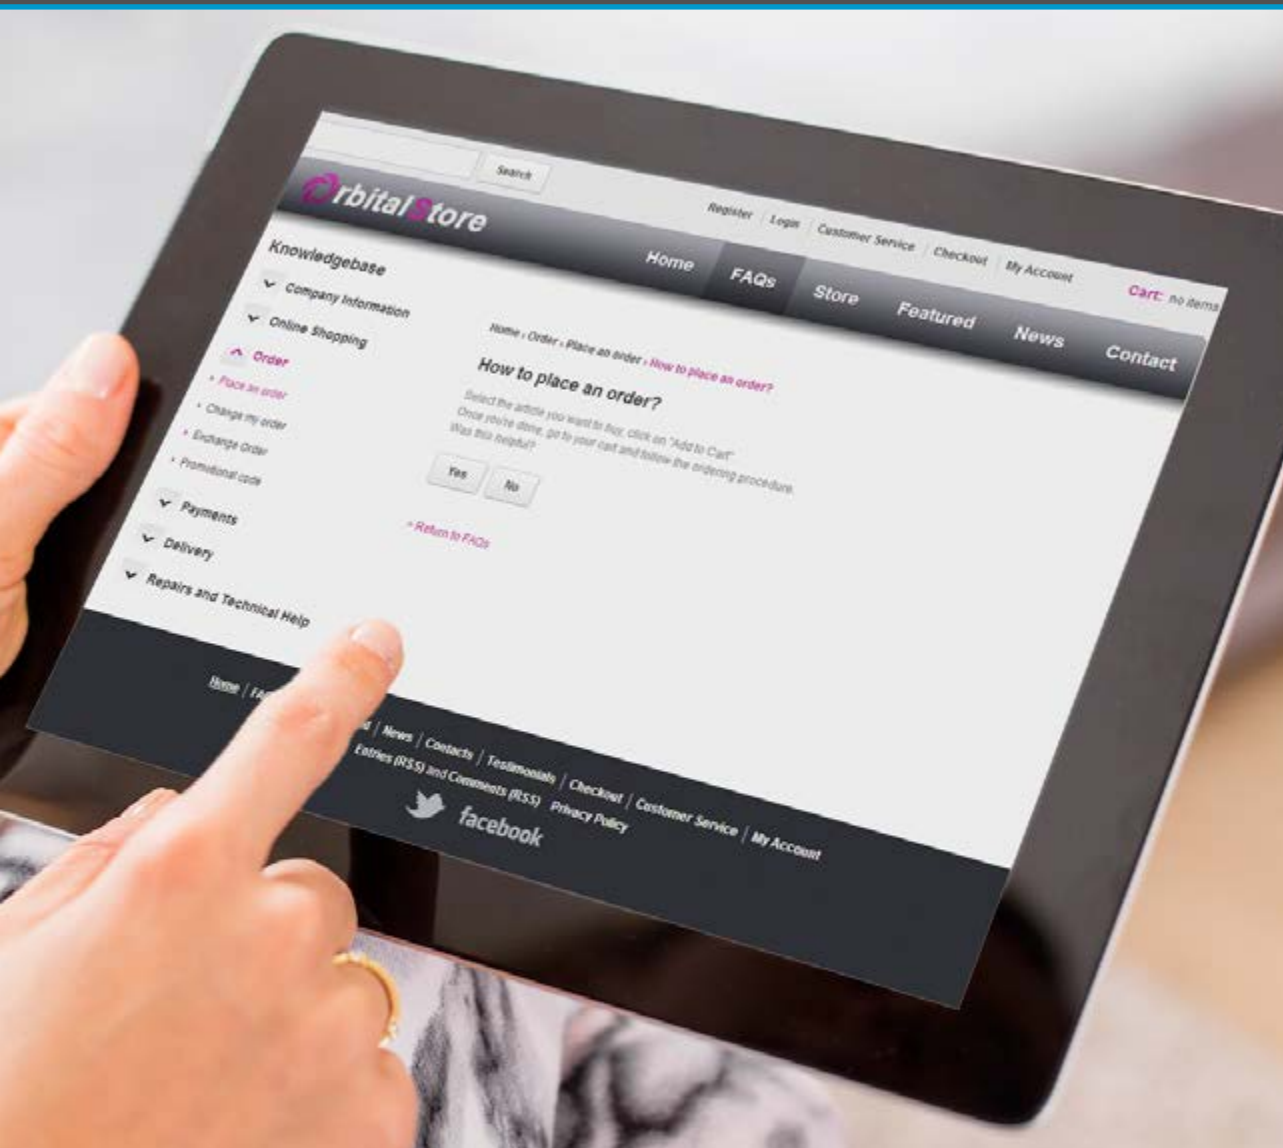 Search
Register | Login | Customer Service | Checkout | My Account
Cart: no items
OrbitalStore
Home FAQs Store Featured News Contact
Knowledgebase
Company Information
Online Shopping
Order
Place an order
Change my order
Exchange Order
Promotional code
Payments
Delivery
Repairs and Technical Help
Home › Order › Place an order › How to place an order?
How to place an order?
Select the article you want to buy, click on "Add to Cart"
Once you're done, go to your cart and follow the ordering procedure.
Was this helpful?
Yes No
» Return to FAQs
Home | News | Contacts | Testimonials | Checkout | Customer Service | My Account
Entries (RSS) and Comments (RSS) Privacy Policy
facebook